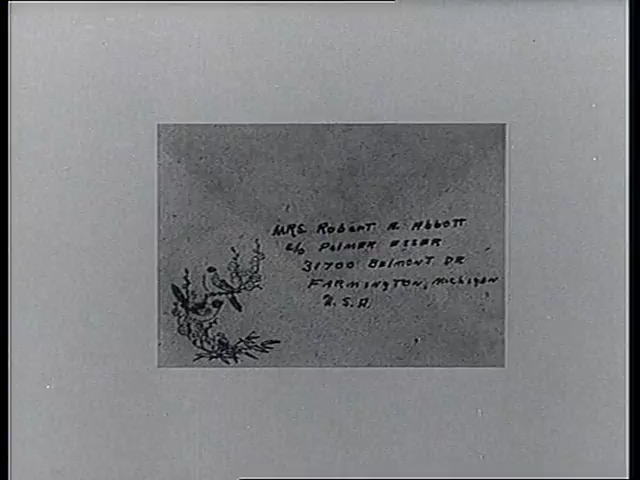 MRS Robert A. Abbott
c/o PALMER ESSER
31700 BELMONT DR
FARMINGTON, Michigan
U. S. A.